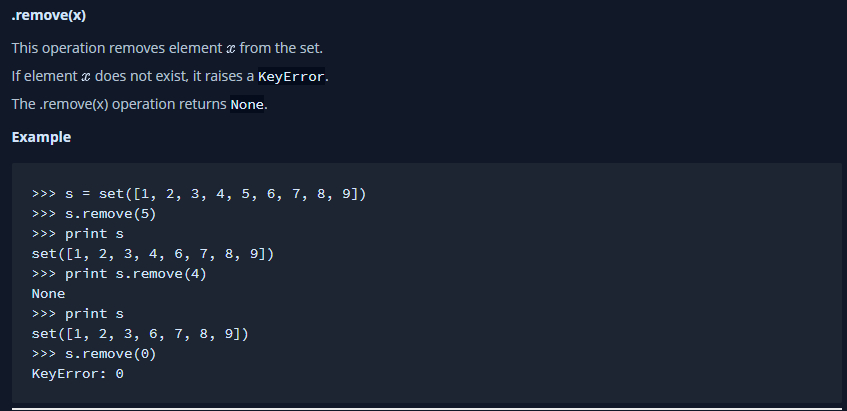 .remove(x)
This operation removes element x from the set.
If element x does not exist, it raises a KeyError.
The .remove(x) operation returns None.
Example
>>> s = set([1, 2, 3, 4, 5, 6, 7, 8, 9])
>>> s.remove(5)
>>> print s
set([1, 2, 3, 4, 6, 7, 8, 9])
>>> print s.remove(4)
None
>>> print s
set([1, 2, 3, 6, 7, 8, 9])
>>> s.remove(0)
KeyError: 0